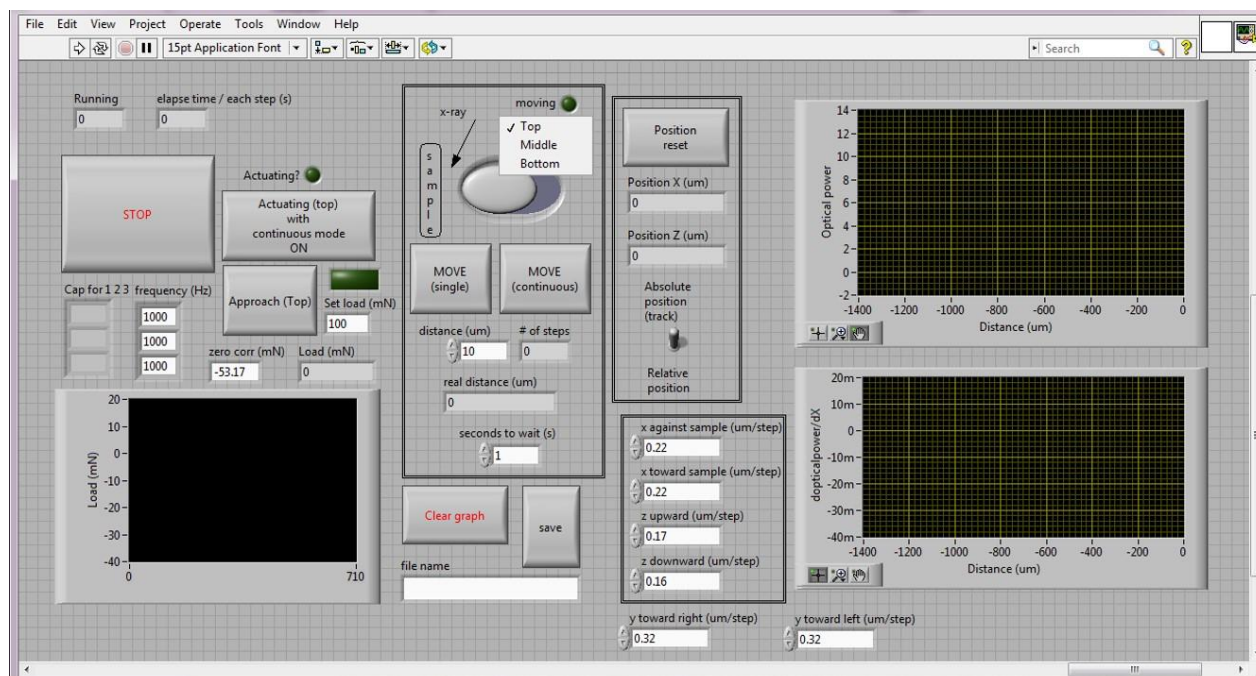 File Edit View Project Operate Tools Window Help
15pt Application Font
Search
Running
0
elapse time / each step (s)
0
STOP
Actuating?
Actuating (top)
with
continuous mode
ON
Approach (Top)
Set load (mN)
100
Cap for 1 2 3
frequency (Hz)
1000
1000
1000
zero corr (mN)
-53.17
Load (mN)
0
Load (mN)
20
10
0
-10
-20
-30
-40
0
710
x-ray
moving
Top
Middle
Bottom
sample
MOVE
(single)
MOVE
(continuous)
distance (um)
10
# of steps
0
real distance (um)
0
seconds to wait (s)
1
Clear graph
save
file name
Position
reset
Position X (um)
0
Position Z (um)
0
Absolute
position
(track)
Relative
position
x against sample (um/step)
0.22
x toward sample (um/step)
0.22
z upward (um/step)
0.17
z downward (um/step)
0.16
y toward right (um/step)
0.32
y toward left (um/step)
0.32
Optical power
14
12
10
8
6
4
2
0
-2
-1400 -1200 -1000 -800 -600 -400 -200 0
Distance (um)
dopticalpower/dX
20m
10m
0
-10m
-20m
-30m
-40m
-1400 -1200 -1000 -800 -600 -400 -200 0
Distance (um)